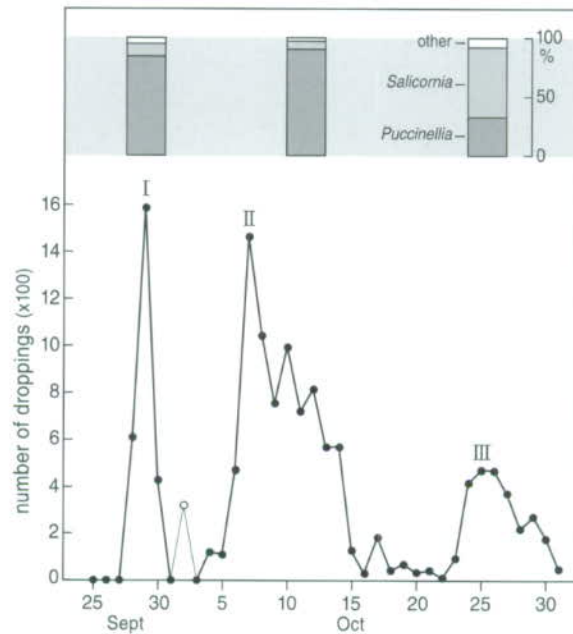 other
Salicornia
Puccinellia
100
%
50
0
I
II
III
number of droppings (x100)
16
14
12
10
8
6
4
2
0
25 30 5 10 15 20 25 30
Sept Oct